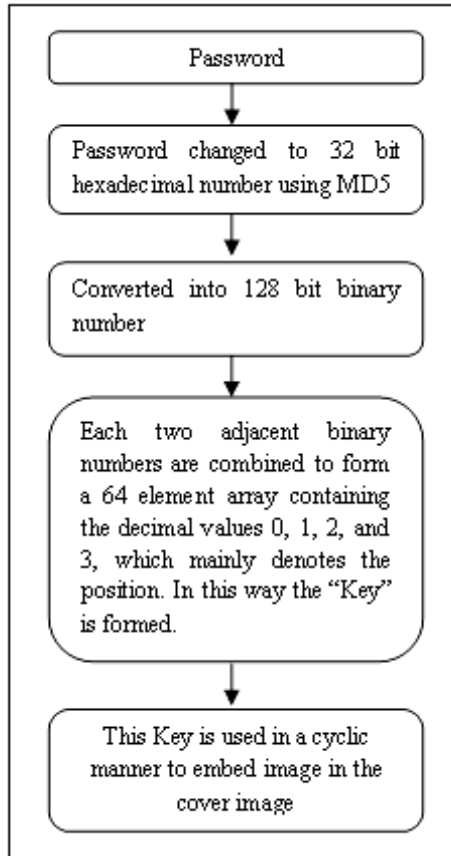 Password
Password changed to 32 bit
hexadecimal number using MD5
Converted into 128 bit binary
number
Each two adjacent binary
numbers are combined to form
a 64 element array containing
the decimal values 0, 1, 2, and
3, which mainly denotes the
position. In this way the “Key”
is formed.
This Key is used in a cyclic
manner to embed image in the
cover image